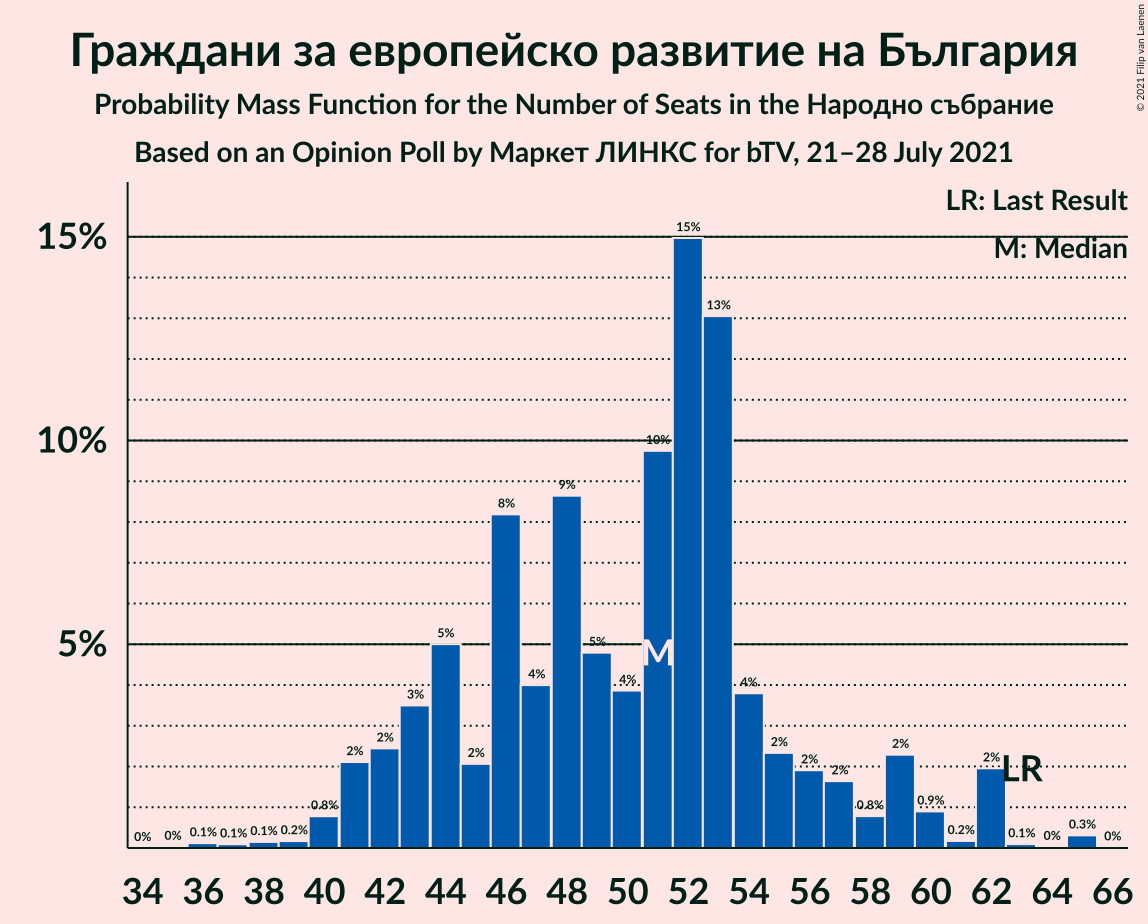 Граждани за европейско развитие на България
Probability Mass Function for the Number of Seats in the Народно събрание
Based on an Opinion Poll by Маркет ЛИНКС for bTV, 21–28 July 2021
© 2021 Filip van Laenen
LR: Last Result
M: Median
15%
10%
5%
0% 0% 0.1% 0.1% 0.1% 0.2% 0.8% 2% 2% 3% 5% 2% 8% 4% 9% 5% 4% 10% 15% 13% 4% 2% 2% 2% 0.8% 2% 0.9% 0.2% 2% 0.1% 0% 0.3% 0%
M
LR
34 36 38 40 42 44 46 48 50 52 54 56 58 60 62 64 66